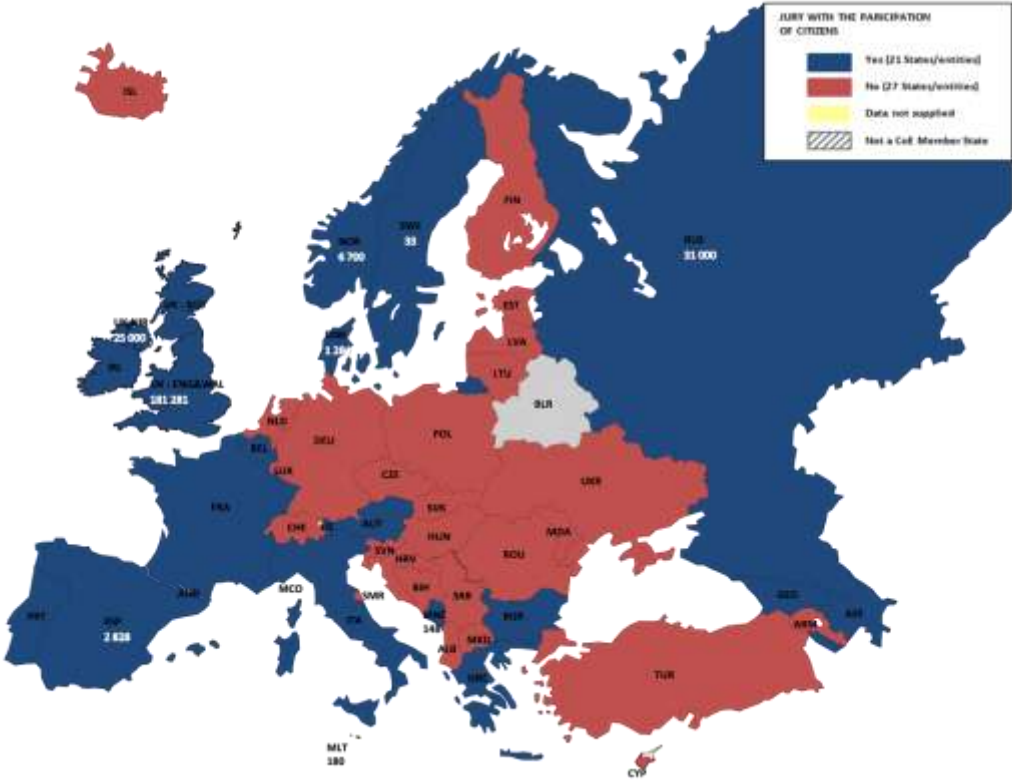 JURY WITH THE PARICIPATION
OF CITIZENS
Yes (21 States/entities)
No (27 States/entities)
Data not supplied
Not a CoE Member State
ISL
FIN
NOR
6 700
SWE
33
RUS
31 000
EST
LVA
LTU
BLR
UK-NIR
25 000
IRL
UK - SCO
UK - ENG&WAL
181 281
DNK
NLD
BEL
LUX
DEU
POL
CZE
SVK
UKR
FRA
CHE
AUT
HUN
MDA
ROU
SVN
HRV
BIH
SRB
AND
MCO
SMR
ITA
148
BGR
MKD
ALB
GRC
PRT
ESP
2 828
GEO
ARM
AZE
TUR
MLT
180
CYP